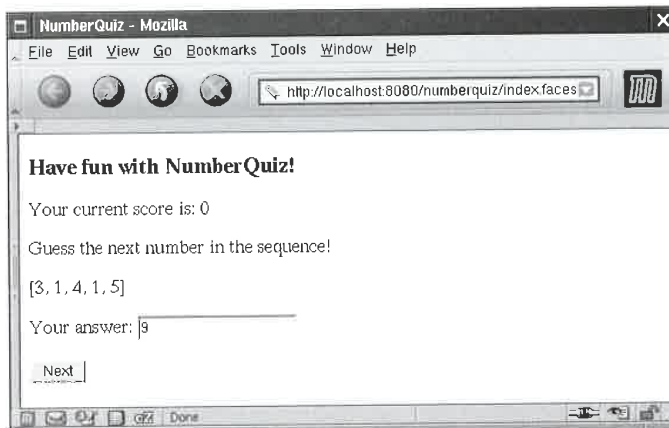 NumberQuiz - Mozilla
File Edit View Go Bookmarks Tools Window Help
http://localhost:8080/numberquiz/index.faces
Have fun with NumberQuiz!
Your current score is: 0
Guess the next number in the sequence!
[3, 1, 4, 1, 5]
Your answer: 9
Next
Done